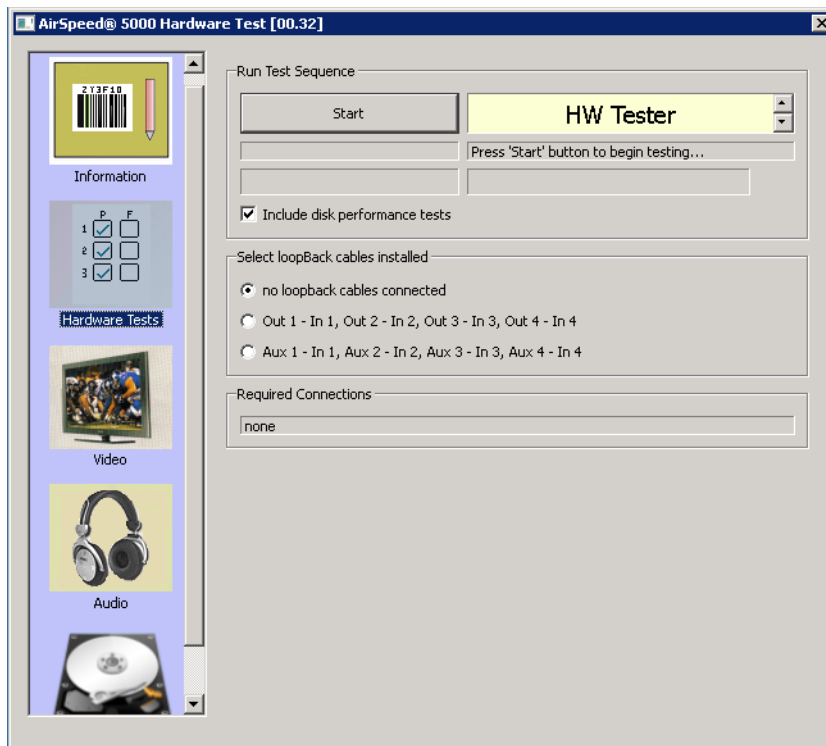 AirSpeed® 5000 Hardware Test [00.32]
2Y3F10
Information
P F
1
2
3
Hardware Tests
Video
Audio
Run Test Sequence
Start
HW Tester
Press 'Start' button to begin testing...
Include disk performance tests
Select loopBack cables installed
no loopback cables connected
Out 1 - In 1, Out 2 - In 2, Out 3 - In 3, Out 4 - In 4
Aux 1 - In 1, Aux 2 - In 2, Aux 3 - In 3, Aux 4 - In 4
Required Connections
none